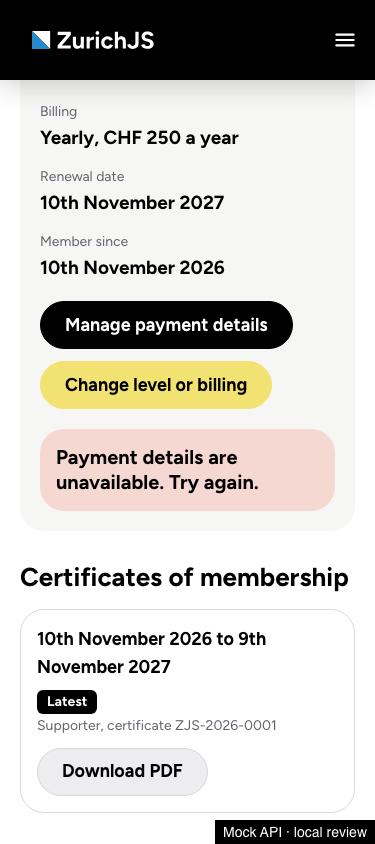 ZurichJS
Billing
Yearly, CHF 250 a year
Renewal date
10th November 2027
Member since
10th November 2026
Manage payment details
Change level or billing
Payment details are
unavailable. Try again.
Certificates of membership
10th November 2026 to 9th
November 2027
Latest
Supporter, certificate ZJS-2026-0001
Download PDF
Mock API · local review